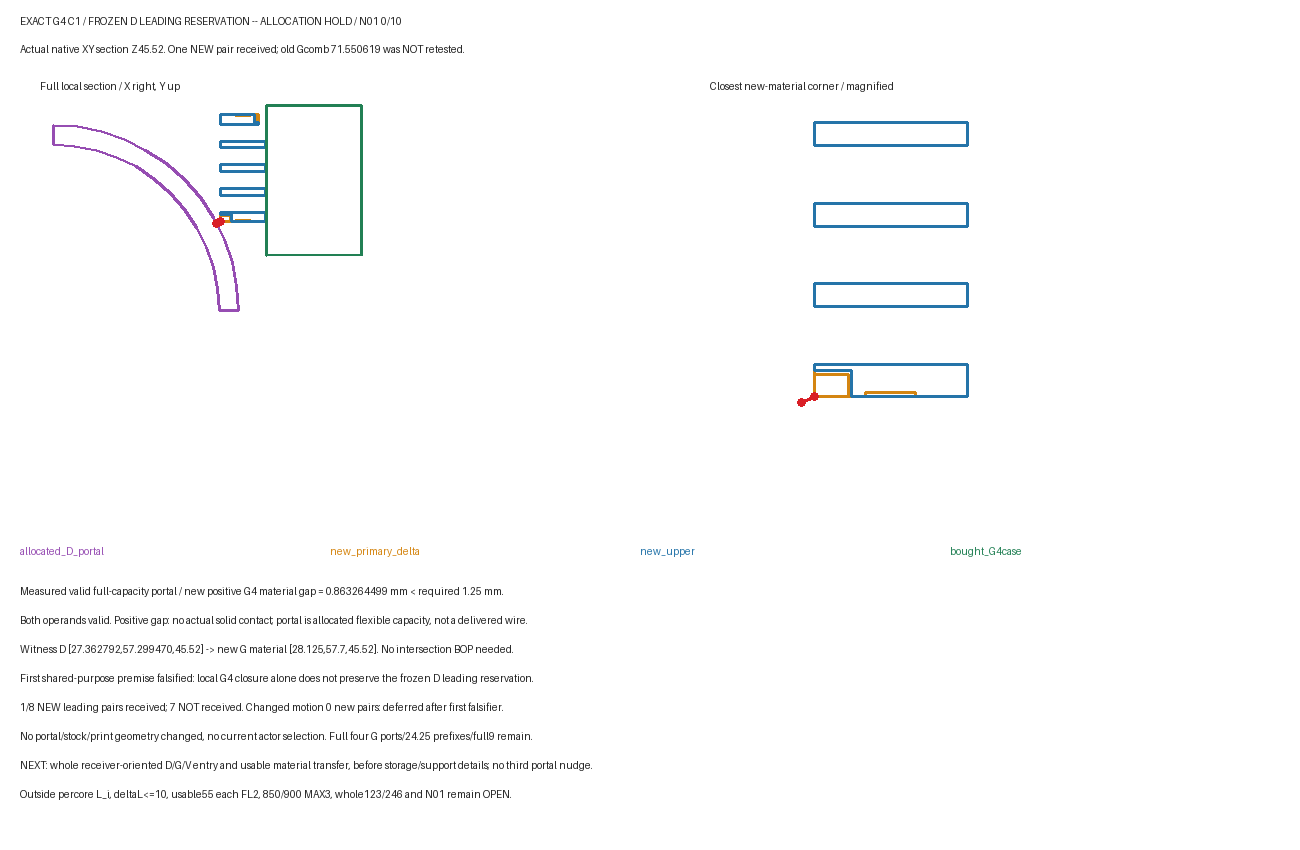 EXACT G4 C1 / FROZEN D LEADING RESERVATION -- ALLOCATION HOLD / N01 0/10
Actual native XY section Z45.52. One NEW pair received; old Gcomb 71.550619 was NOT retested.
Full local section / X right, Y up
Closest new-material corner / magnified
allocated_D_portal
new_primary_delta
new_upper
bought_G4case
Measured valid full-capacity portal / new positive G4 material gap = 0.863264499 mm < required 1.25 mm.
Both operands valid. Positive gap: no actual solid contact; portal is allocated flexible capacity, not a delivered wire.
Witness D [27.362792,57.299470,45.52] -> new G material [28.125,57.7,45.52]. No intersection BOP needed.
First shared-purpose premise falsified: local G4 closure alone does not preserve the frozen D leading reservation.
1/8 NEW leading pairs received; 7 NOT received. Changed motion 0 new pairs: deferred after first falsifier.
No portal/stock/print geometry changed, no current actor selection. Full four G ports/24.25 prefixes/full9 remain.
NEXT: whole receiver-oriented D/G/V entry and usable material transfer, before storage/support details; no third portal nudge.
Outside percore L_i, deltaL<=10, usable55 each FL2, 850/900 MAX3, whole123/246 and N01 remain OPEN.